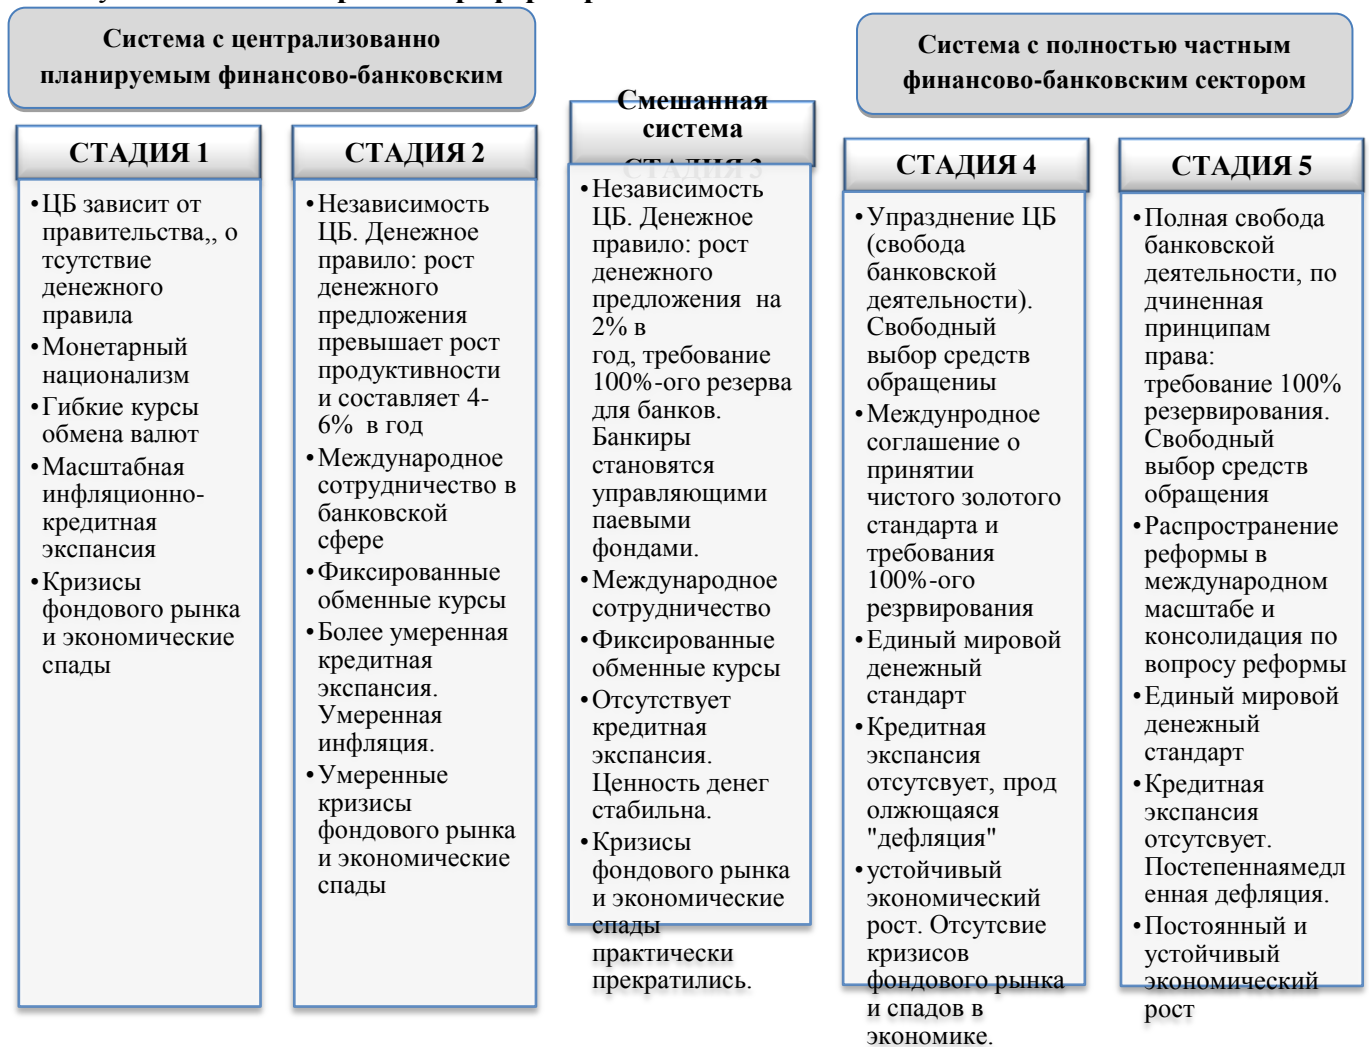 Система с централизованно
планируемым финансово-банковским
Система с полностью частным
финансово-банковским сектором
Смешанная
система
СТАДИЯ 1
•ЦБ зависит от
правительства,, о
тсутствие
денежного
правила
•Монетарный
национализм
•Гибкие курсы
обмена валют
•Масштабная
инфляционно-
кредитная
экспансия
•Кризисы
фондового рынка
и экономические
спады
СТАДИЯ 2
•Независимость
ЦБ. Денежное
правило: рост
денежного
предложения
превышает рост
продуктивности
и составляет 4-
6% в год
•Международное
сотрудничество в
банковской
сфере
•Фиксированные
обменные курсы
•Более умеренная
кредитная
экспансия.
Умеренная
инфляция.
•Умеренные
кризисы
фондового рынка
и экономические
спады
СТАДИЯ 3
•Независимость
ЦБ. Денежное
правило: рост
денежного
предложения на
2% в
год, требование
100%-ого резерва
для банков.
Банкиры
становятся
управляющими
паевыми
фондами.
•Международное
сотрудничество
•Фиксированные
обменные курсы
•Отсутствует
кредитная
экспансия.
Ценность денег
стабильна.
•Кризисы
фондового рынка
и экономические
спады
практически
прекратились.
СТАДИЯ 4
•Упразднение ЦБ
(свобода
банковской
деятельности).
Свободный
выбор средств
обращениы
•Междунродное
соглашение о
принятии
чистого золотого
стандарта и
требования
100%-ого
резрвирования
•Единый мировой
денежный
стандарт
•Кредитная
экспансия
отсутсвует, прод
олжющаяся
"дефляция"
•устойчивый
экономический
рост. Отсутсвие
кризисов
фондового рынка
и спадов в
экономике.
СТАДИЯ 5
•Полная свобода
банковской
деятельности, по
дчиненная
принципам
права:
требование 100%
резервирования.
Свободный
выбор средств
обращения
•Распространение
реформы в
международном
масштабе и
консолидация по
вопросу реформы
•Единый мировой
денежный
стандарт
•Кредитная
экспансия
отсутсвует.
Постепеннаямедл
енная дефляция.
•Постоянный и
устойчивый
экономический
рост